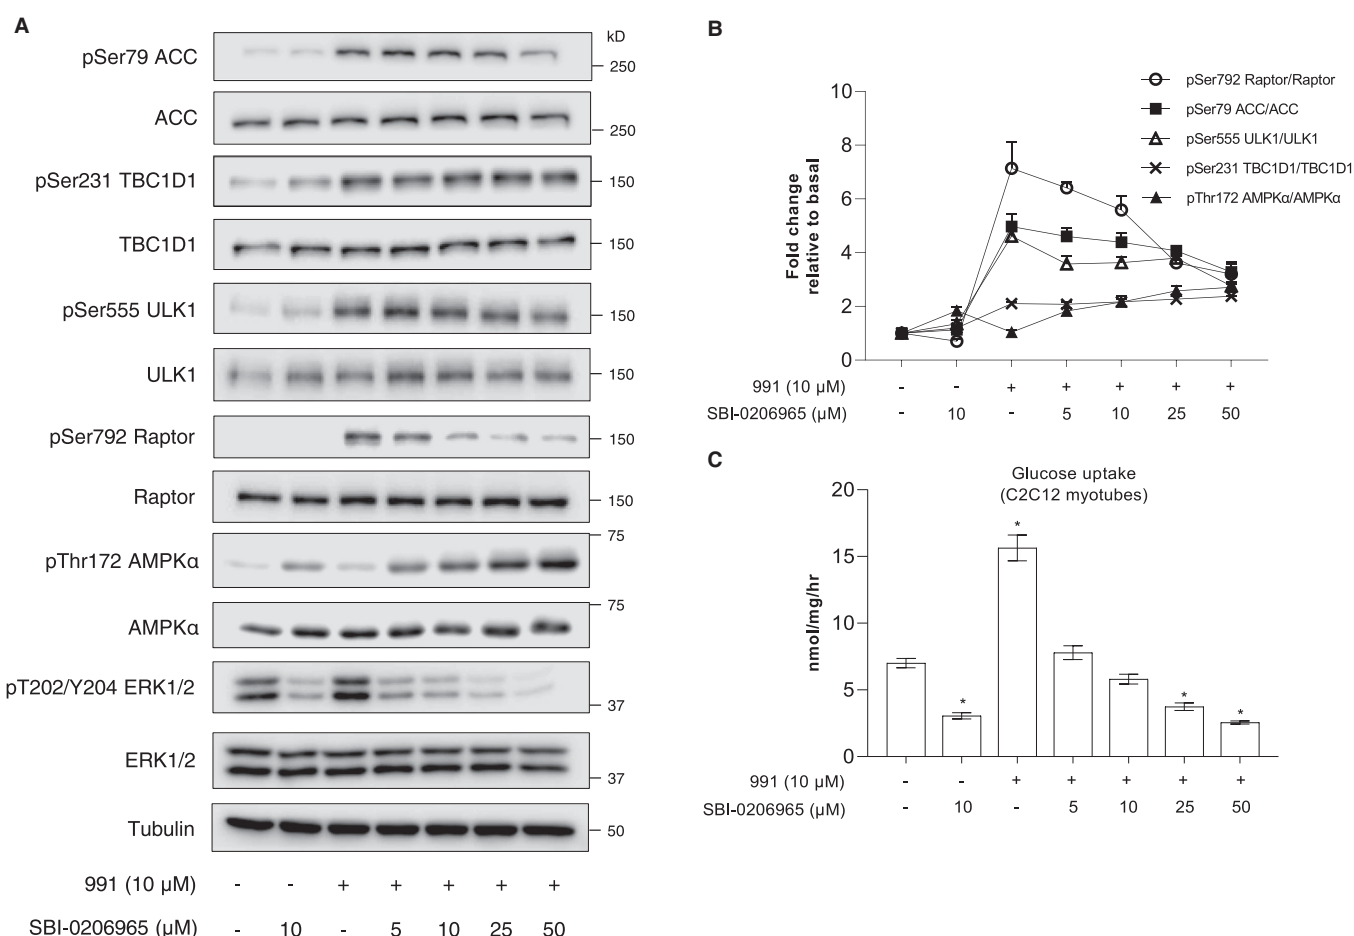 A
kD
pSer79 ACC
250
ACC
250
pSer231 TBC1D1
150
TBC1D1
150
pSer555 ULK1
150
ULK1
150
pSer792 Raptor
150
Raptor
150
pThr172 AMPKα
75
AMPKα
75
pT202/Y204 ERK1/2
37
ERK1/2
37
Tubulin
50
991 (10 µM) - - + + + + +
SBI-0206965 (µM) - 10 - 5 10 25 50
B
Fold change
relative to basal
10
8
6
4
2
0
pSer792 Raptor/Raptor
pSer79 ACC/ACC
pSer555 ULK1/ULK1
pSer231 TBC1D1/TBC1D1
pThr172 AMPKα/AMPKα
991 (10 µM) - - + + + + +
SBI-0206965 (µM) - 10 - 5 10 25 50
C
Glucose uptake
(C2C12 myotubes)
nmol/mg/hr
20
15
10
5
0
* * * *
991 (10 µM) - - + + + + +
SBI-0206965 (µM) - 10 - 5 10 25 50